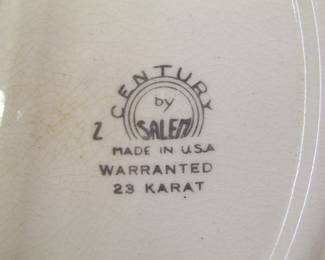 CENTURY
by
Z SALEM
MADE IN U.S.A
WARRANTED
23 KARAT